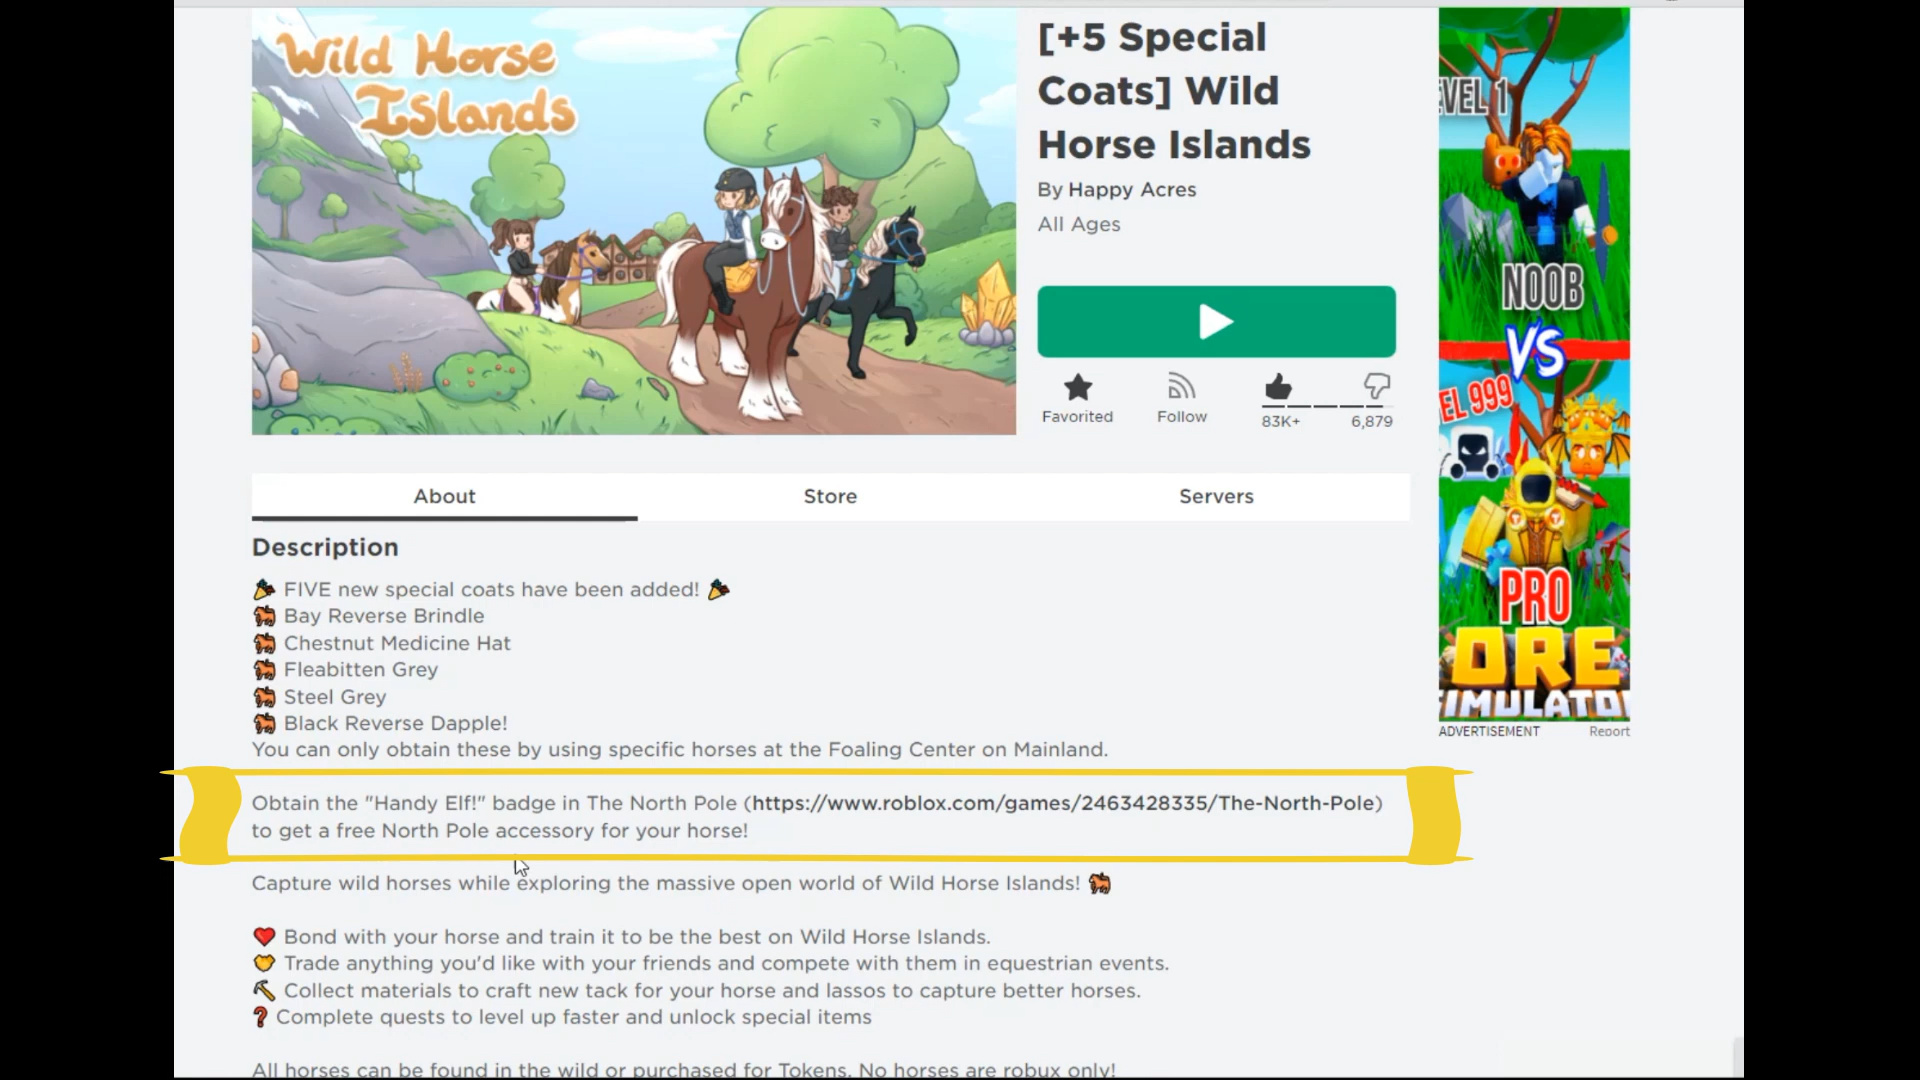 Wild Horse
Islands
[+5 Special
Coats] Wild
Horse Islands
By Happy Acres
All Ages
Favorited
Follow
83K+
6,879
About
Store
Servers
Description
FIVE new special coats have been added!
Bay Reverse Brindle
Chestnut Medicine Hat
Fleabitten Grey
Steel Grey
Black Reverse Dapple!
You can only obtain these by using specific horses at the Foaling Center on Mainland.
Obtain the "Handy Elf!" badge in The North Pole (https://www.roblox.com/games/2463428335/The-North-Pole)
to get a free North Pole accessory for your horse!
Capture wild horses while exploring the massive open world of Wild Horse Islands!
Bond with your horse and train it to be the best on Wild Horse Islands.
Trade anything you'd like with your friends and compete with them in equestrian events.
Collect materials to craft new tack for your horse and lassos to capture better horses.
Complete quests to level up faster and unlock special items
All horses can be found in the wild or purchased for Tokens. No horses are robux only!
EVEL 1
NOOB
VS
EL 999
PRO
ORE
SIMULATO
ADVERTISEMENT
Report